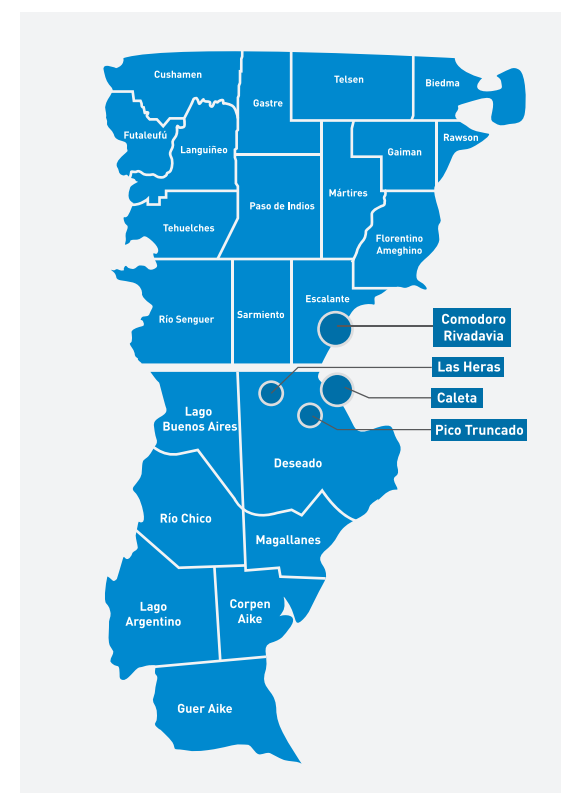 Cushamen
Telsen
Biedma
Gastre
Futaleufú
Languiñeo
Gaiman
Rawson
Mártires
Paso de Indios
Tehuelches
Florentino
Ameghino
Escalante
Río Senguer
Sarmiento
Comodoro
Rivadavia
Las Heras
Caleta
Lago
Buenos Aires
Pico Truncado
Deseado
Río Chico
Magallanes
Lago
Argentino
Corpen
Aike
Guer Aike